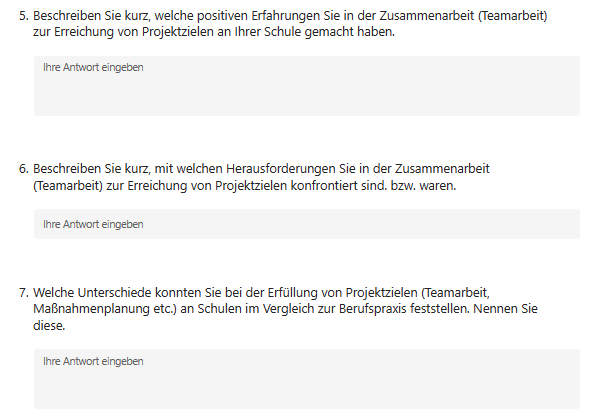 5. Beschreiben Sie kurz, welche positiven Erfahrungen Sie in der Zusammenarbeit (Teamarbeit)
zur Erreichung von Projektzielen an Ihrer Schule gemacht haben.
Ihre Antwort eingeben
6. Beschreiben Sie kurz, mit welchen Herausforderungen Sie in der Zusammenarbeit
(Teamarbeit) zur Erreichung von Projektzielen konfrontiert sind. bzw. waren.
Ihre Antwort eingeben
7. Welche Unterschiede konnten Sie bei der Erfüllung von Projektzielen (Teamarbeit,
Maßnahmenplanung etc.) an Schulen im Vergleich zur Berufspraxis feststellen. Nennen Sie
diese.
Ihre Antwort eingeben